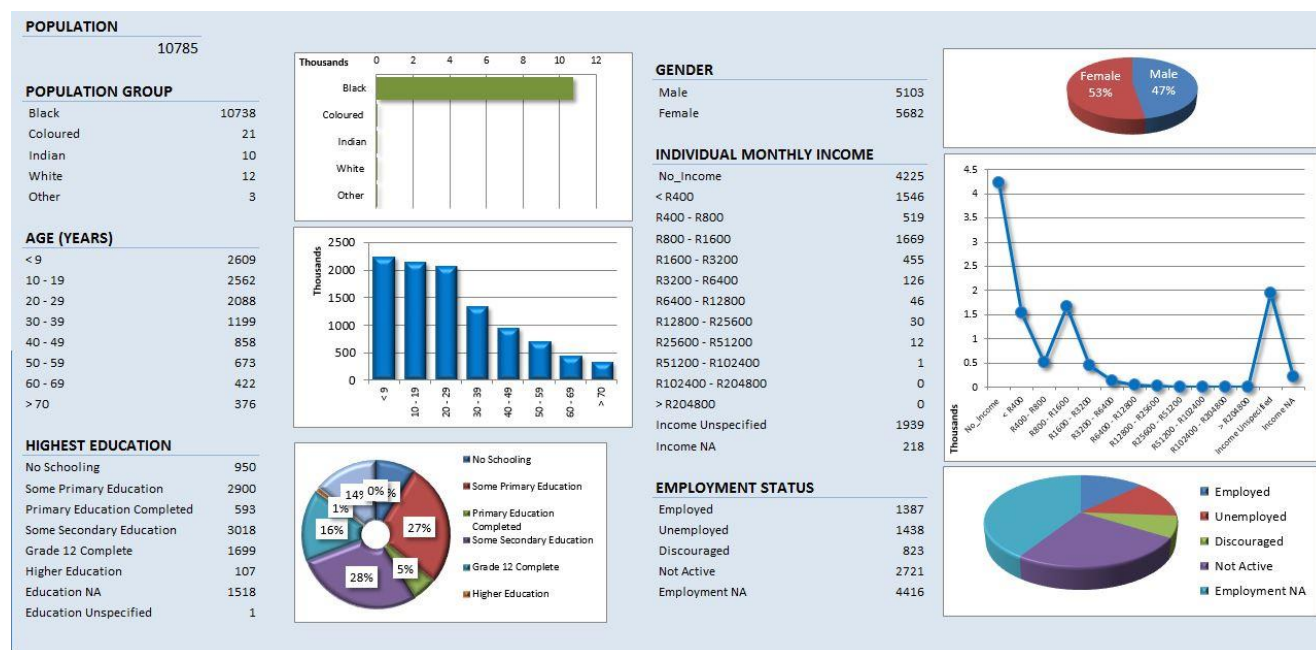 POPULATION
10785
POPULATION GROUP
Black 10738
Coloured 21
Indian 10
White 12
Other 3
AGE (YEARS)
< 9 2609
10 - 19 2562
20 - 29 2088
30 - 39 1199
40 - 49 858
50 - 59 673
60 - 69 422
> 70 376
HIGHEST EDUCATION
No Schooling 950
Some Primary Education 2900
Primary Education Completed 593
Some Secondary Education 3018
Grade 12 Complete 1699
Higher Education 107
Education NA 1518
Education Unspecified 1
Thousands 0 2 4 6 8 10 12
Black
Coloured
Indian
White
Other
Thousands
2500
2000
1500
1000
500
0
< 9 10 - 19 20 - 29 30 - 39 40 - 49 50 - 59 60 - 69 > 70
14% 0% %
1%
27%
16%
28% 5%
No Schooling
Some Primary Education
Primary Education
Completed
Some Secondary Education
Grade 12 Complete
Higher Education
GENDER
Male 5103
Female 5682
INDIVIDUAL MONTHLY INCOME
No_Income 4225
< R400 1546
R400 - R800 519
R800 - R1600 1669
R1600 - R3200 455
R3200 - R6400 126
R6400 - R12800 46
R12800 - R25600 30
R25600 - R51200 12
R51200 - R102400 1
R102400 - R204800 0
> R204800 0
Income Unspecified 1939
Income NA 218
EMPLOYMENT STATUS
Employed 1387
Unemployed 1438
Discouraged 823
Not Active 2721
Employment NA 4416
Female
53%
Male
47%
4.5
4
3.5
3
2.5
2
1.5
1
0.5
0
Thousands
No_Income
< R400
R400 - R800
R800 - R1600
R1600 - R3200
R3200 - R6400
R6400 - R12800
R12800 - R25600
R25600 - R51200
R51200 - R102400
R102400 - R204800
> R204800
Income Unspecified
Income NA
Employed
Unemployed
Discouraged
Not Active
Employment NA